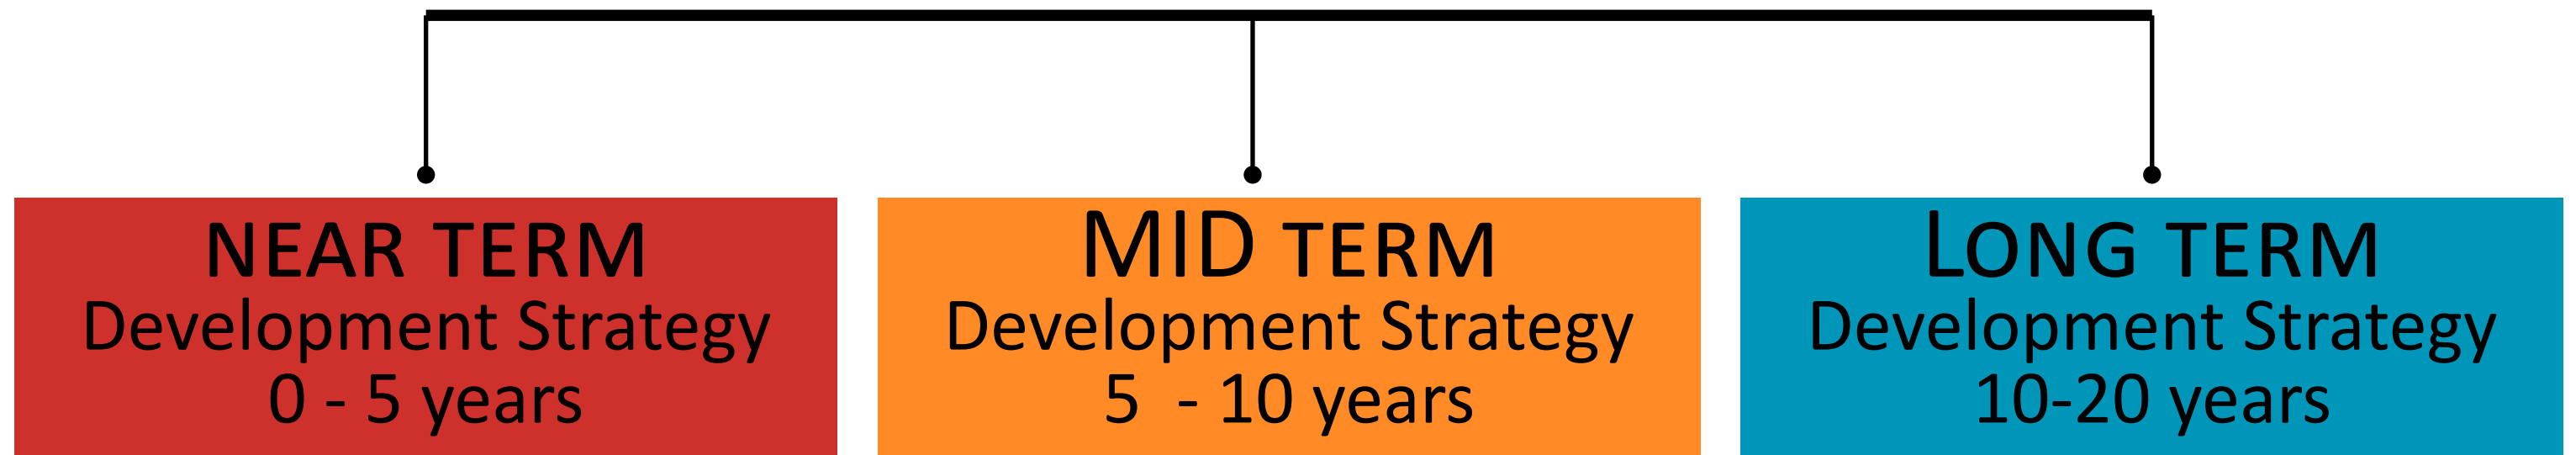 NEAR TERM
Development Strategy
0 - 5 years
MID TERM
Development Strategy
5 - 10 years
LONG TERM
Development Strategy
10-20 years